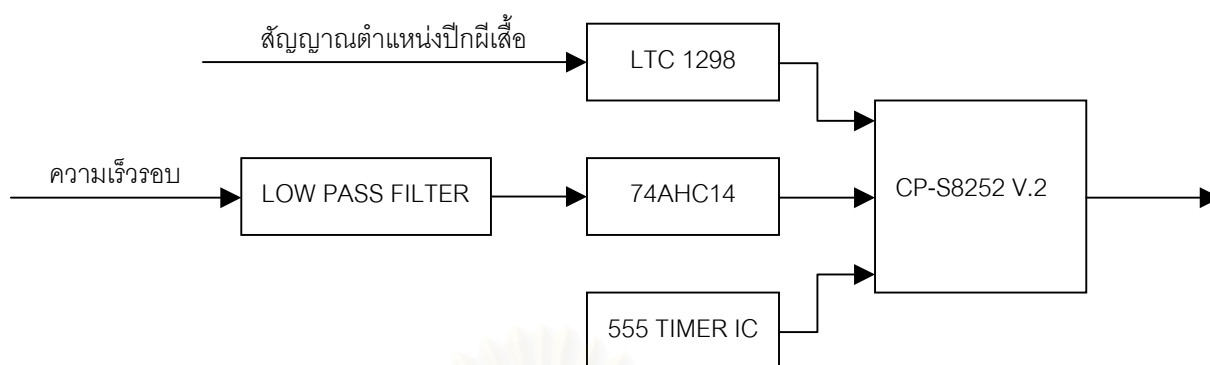 สัญญาณตำแหน่งปีกผีเสื้อ
LTC 1298
ความเร็วรอบ
LOW PASS FILTER
74AHC14
CP-S8252 V.2
555 TIMER IC